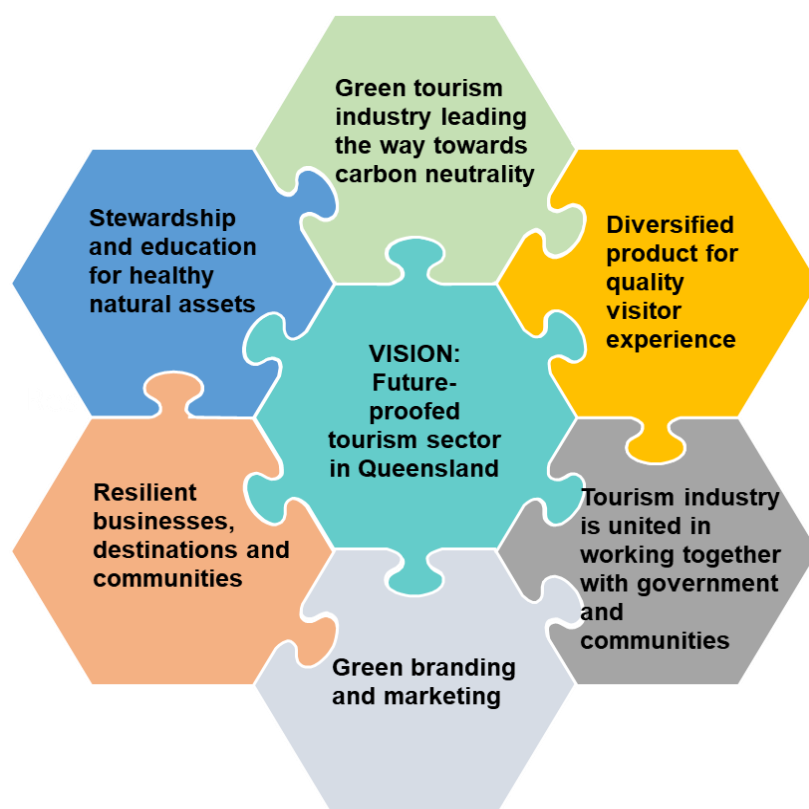 Green tourism
industry leading
the way towards
carbon neutrality
Stewardship
and education
for healthy
natural assets
Diversified
product for
quality
visitor
experience
VISION:
Future-
proofed
tourism sector
in Queensland
Resilient
businesses,
destinations and
communities
Tourism industry
is united in
working together
with government
and
communities
Green branding
and marketing